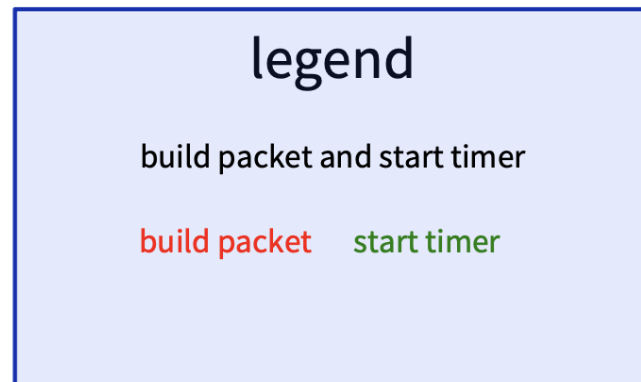 legend
build packet and start timer
build packet start timer